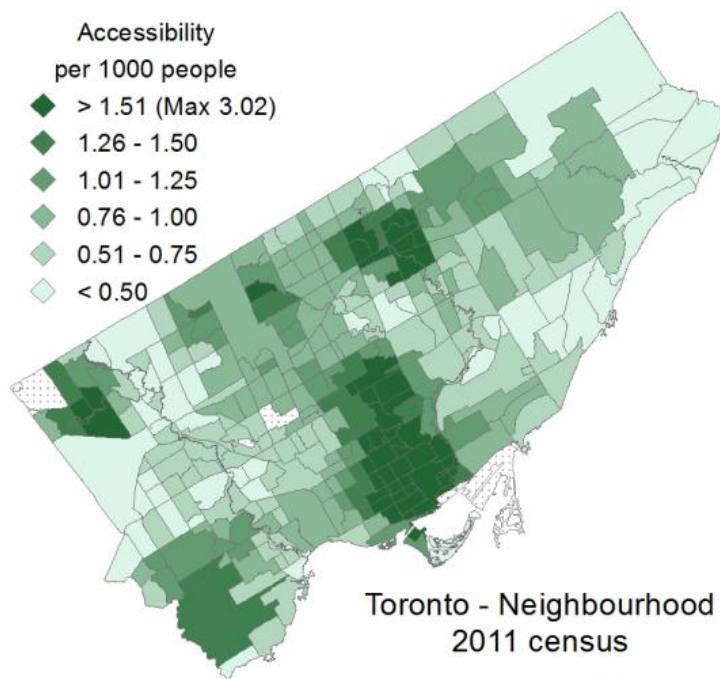 Accessibility
per 1000 people
> 1.51 (Max 3.02)
1.26 - 1.50
1.01 - 1.25
0.76 - 1.00
0.51 - 0.75
< 0.50
Toronto - Neighbourhood
2011 census